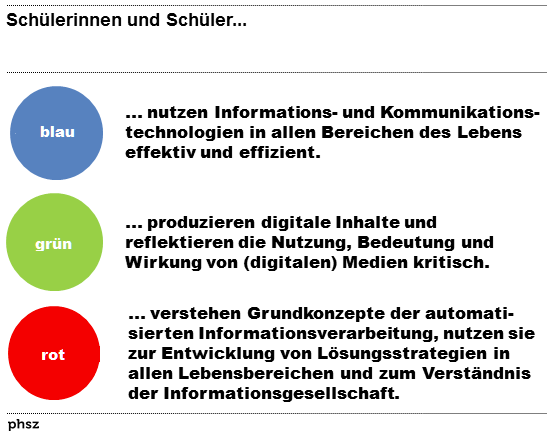 Schülerinnen und Schüler...
blau
... nutzen Informations- und Kommunikations-
technologien in allen Bereichen des Lebens
effektiv und effizient.
grün
... produzieren digitale Inhalte und
reflektieren die Nutzung, Bedeutung und
Wirkung von (digitalen) Medien kritisch.
rot
... verstehen Grundkonzepte der automati-
sierten Informationsverarbeitung, nutzen sie
zur Entwicklung von Lösungsstrategien in
allen Lebensbereichen und zum Verständnis
der Informationsgesellschaft.
phsz